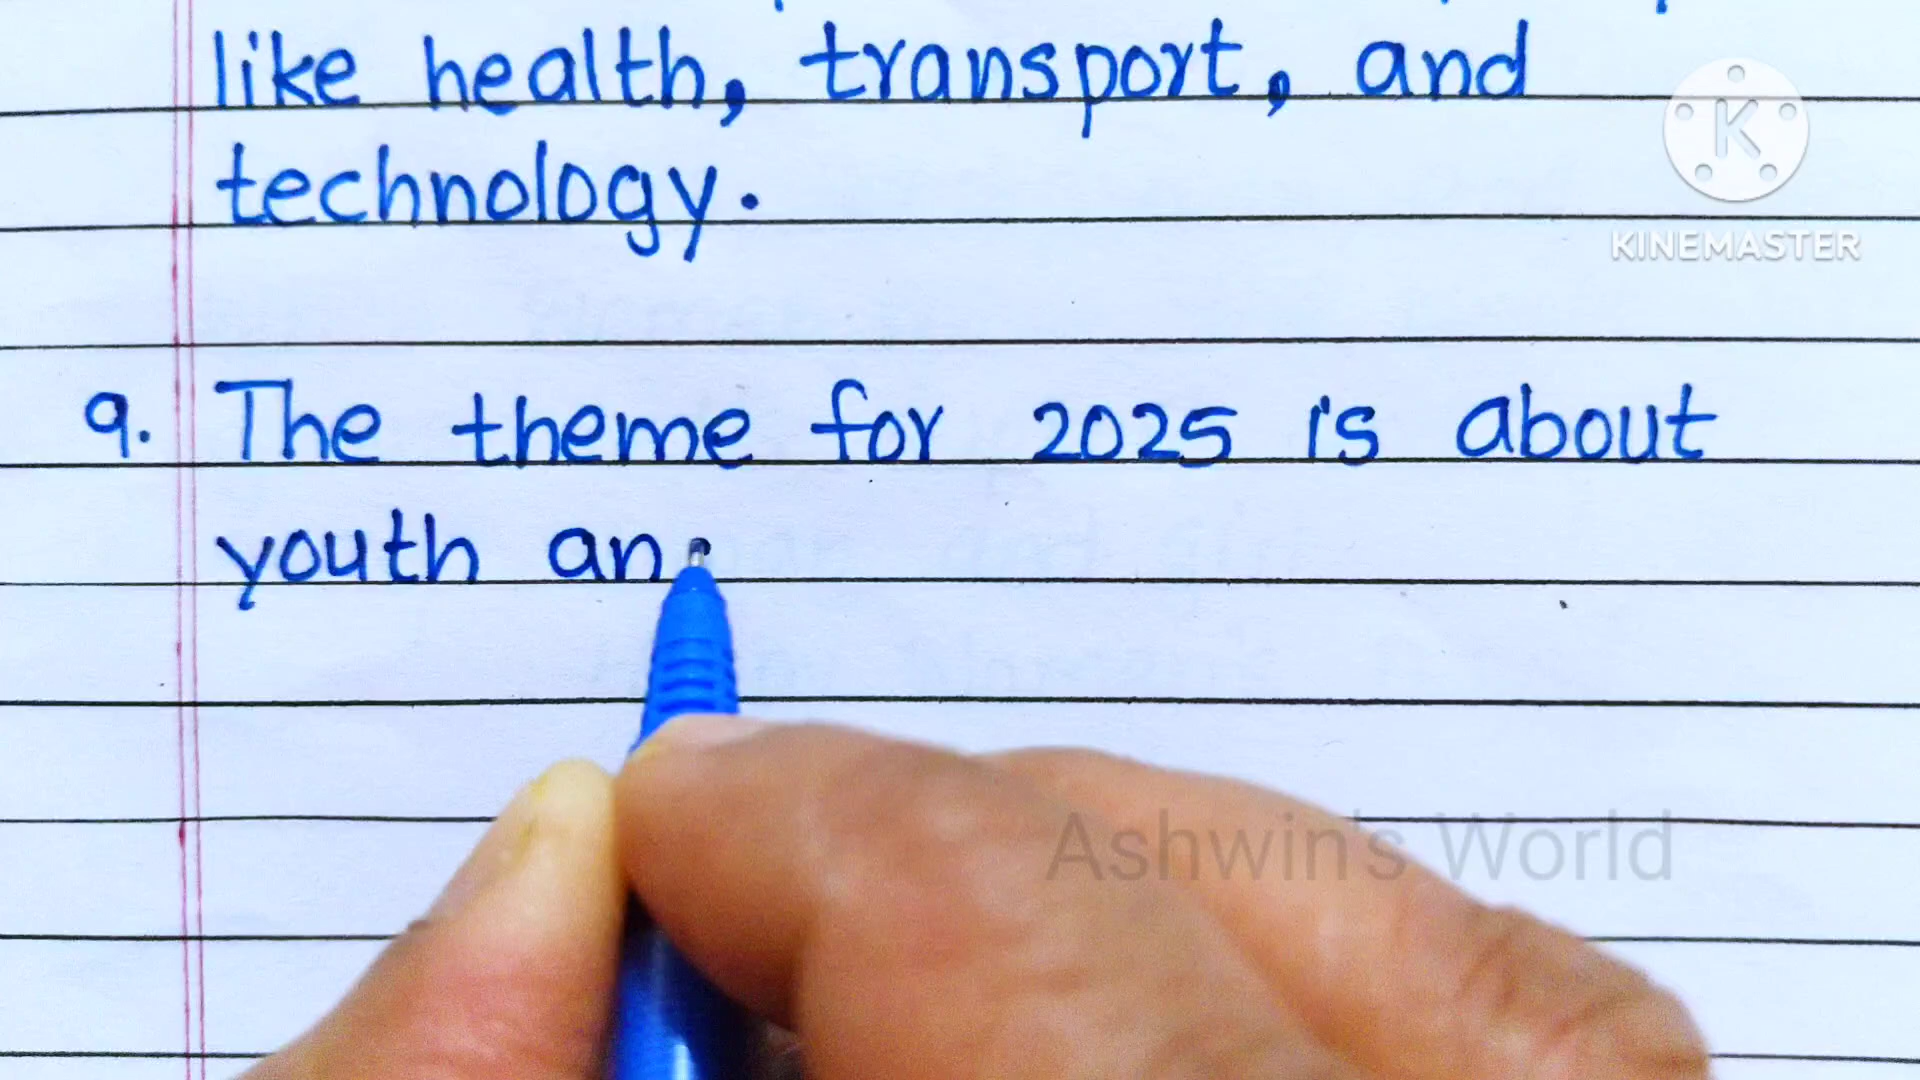 like health, transport, and
technology.
9. The theme for 2025 is about
youth an
K
KINEMASTER
Ashwin's World